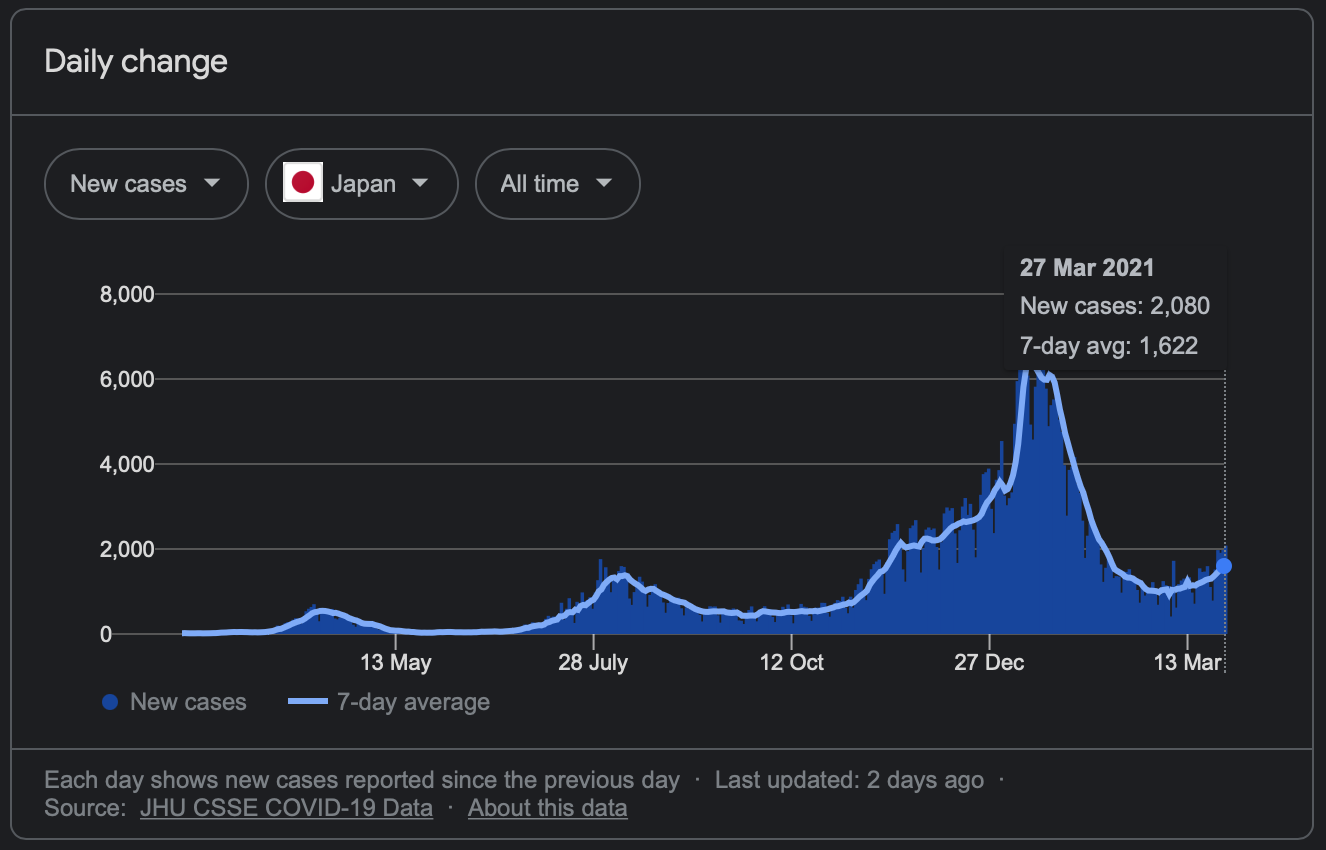 Daily change
New cases
Japan
All time
27 Mar 2021
New cases: 2,080
7-day avg: 1,622
8,000
6,000
4,000
2,000
0
13 May
28 July
12 Oct
27 Dec
13 Mar
New cases
7-day average
Each day shows new cases reported since the previous day · Last updated: 2 days ago ·
Source: JHU CSSE COVID-19 Data · About this data